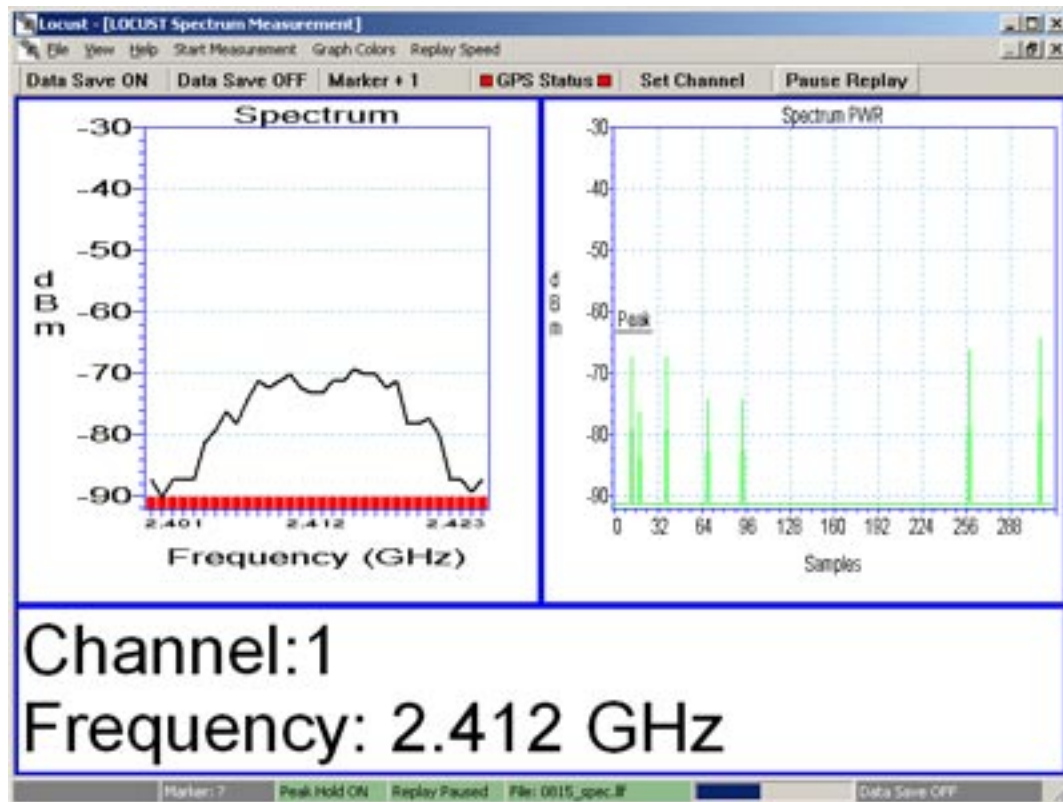 Locust - [LOCUST Spectrum Measurement]
File View Help Start Measurement Graph Colors Replay Speed
Data Save ON Data Save OFF Marker + 1 GPS Status Set Channel Pause Replay
Spectrum
-30
-40
-50
-60
-70
-80
-90
dBm
2.401 2.412 2.423
Frequency (GHz)
Spectrum PWR
-30
-40
-50
-60
-70
-80
-90
dBm
Peak
0 32 64 96 128 160 192 224 256 288
Samples
Channel:1
Frequency: 2.412 GHz
Marker: 7 Peak Hold ON Replay Paused File: 0815_spec.llf Data Save OFF